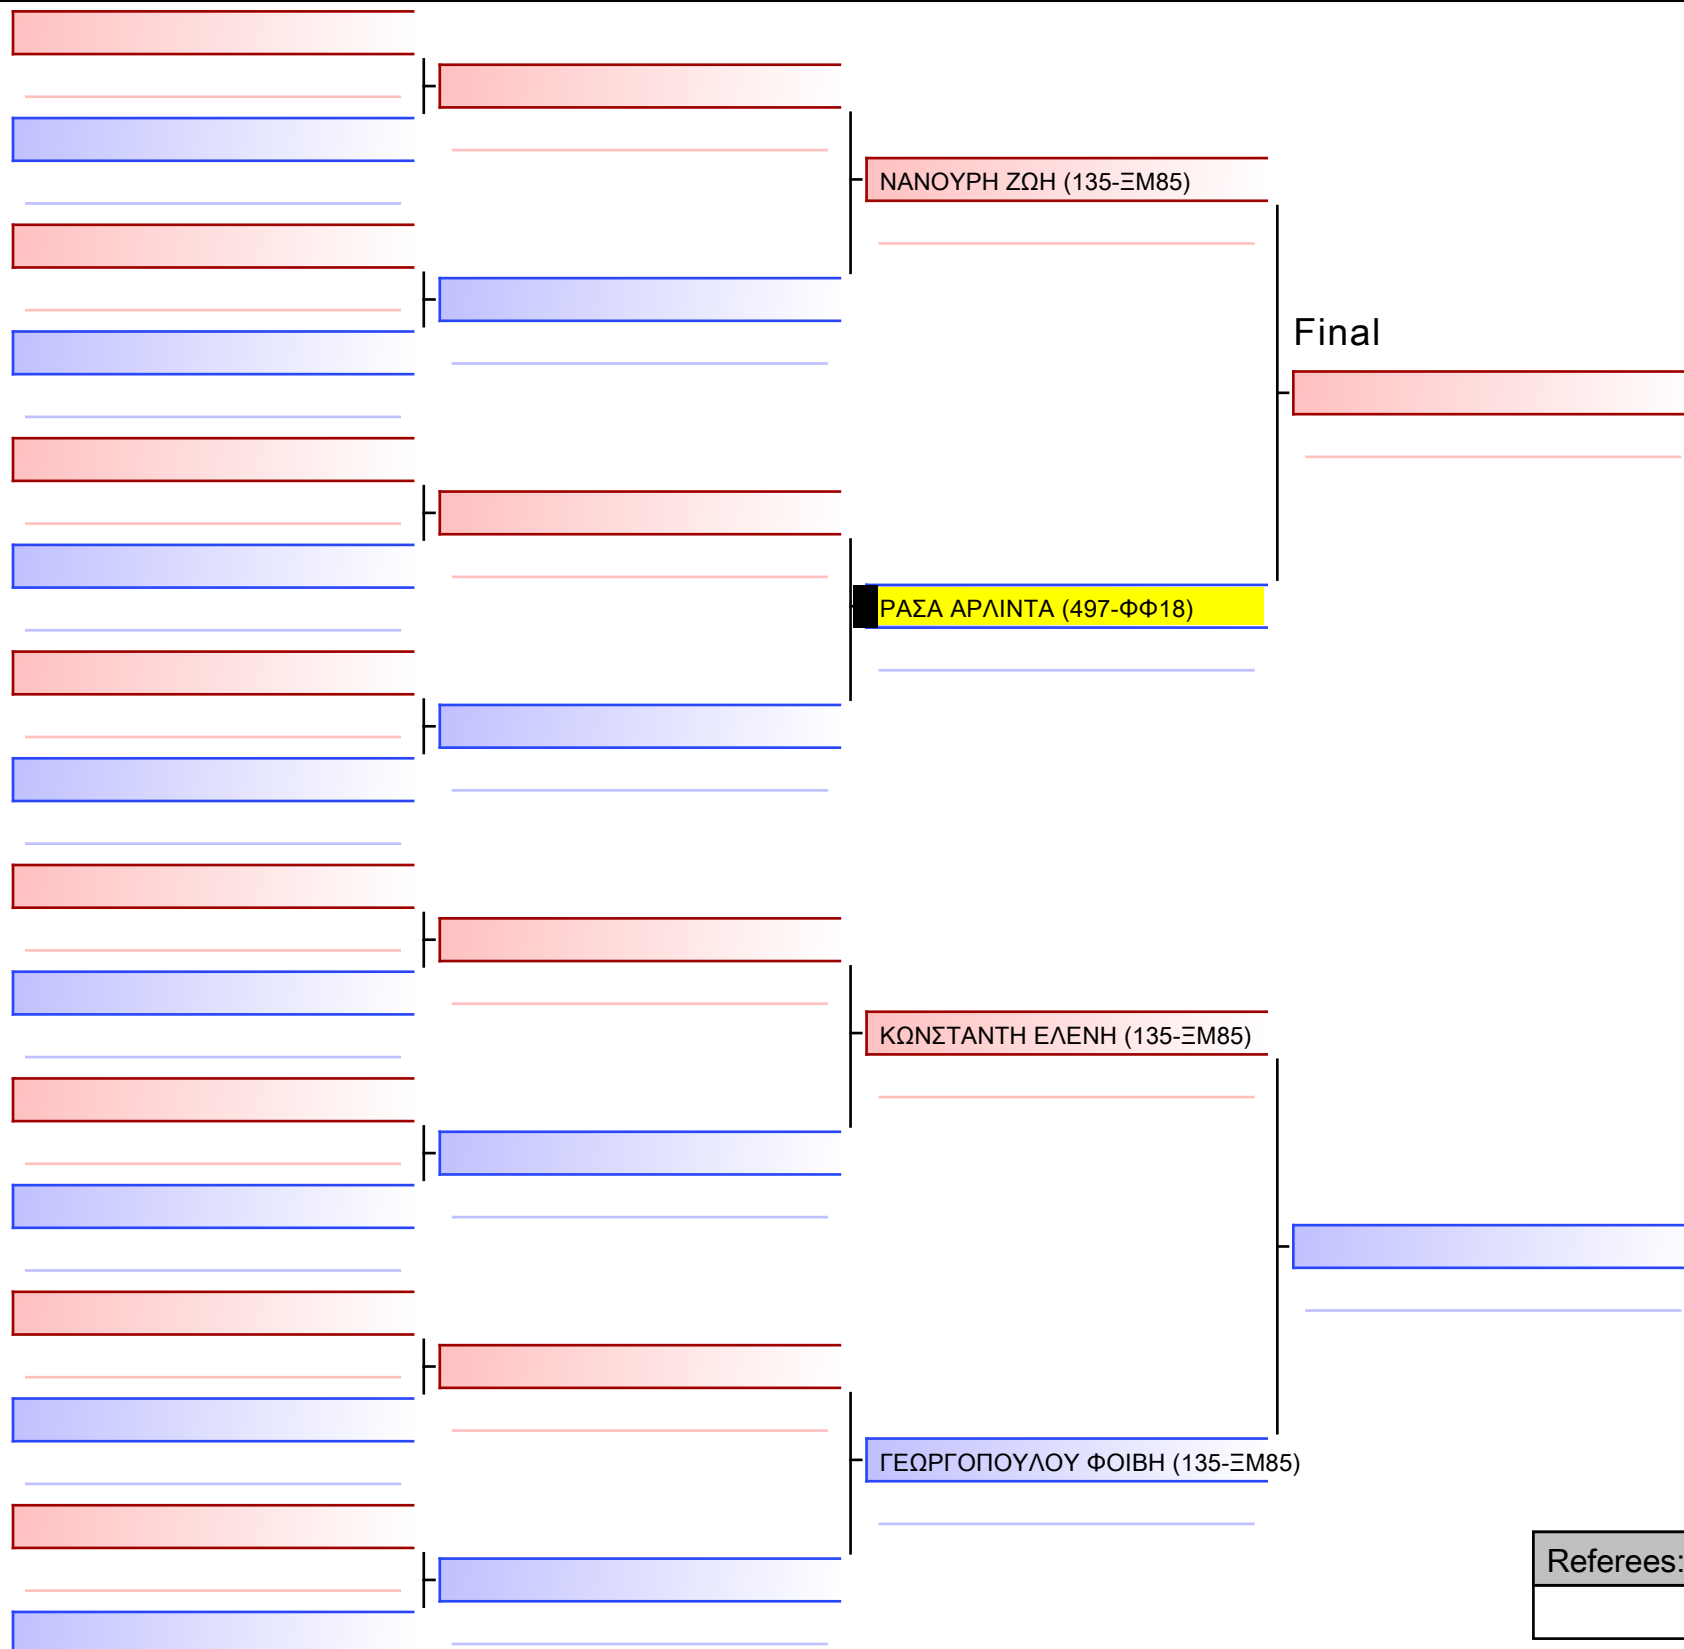 ΝΑΝΟΥΡΗ ΖΩΗ (135-ΞΜ85)
Final
ΡΑΣΑ ΑΡΛΙΝΤΑ (497-ΦΦ18)
ΚΩΝΣΤΑΝΤΗ ΕΛΕΝΗ (135-ΞΜ85)
ΓΕΩΡΓΟΠΟΥΛΟΥ ΦΟΙΒΗ (135-ΞΜ85)
Referees: